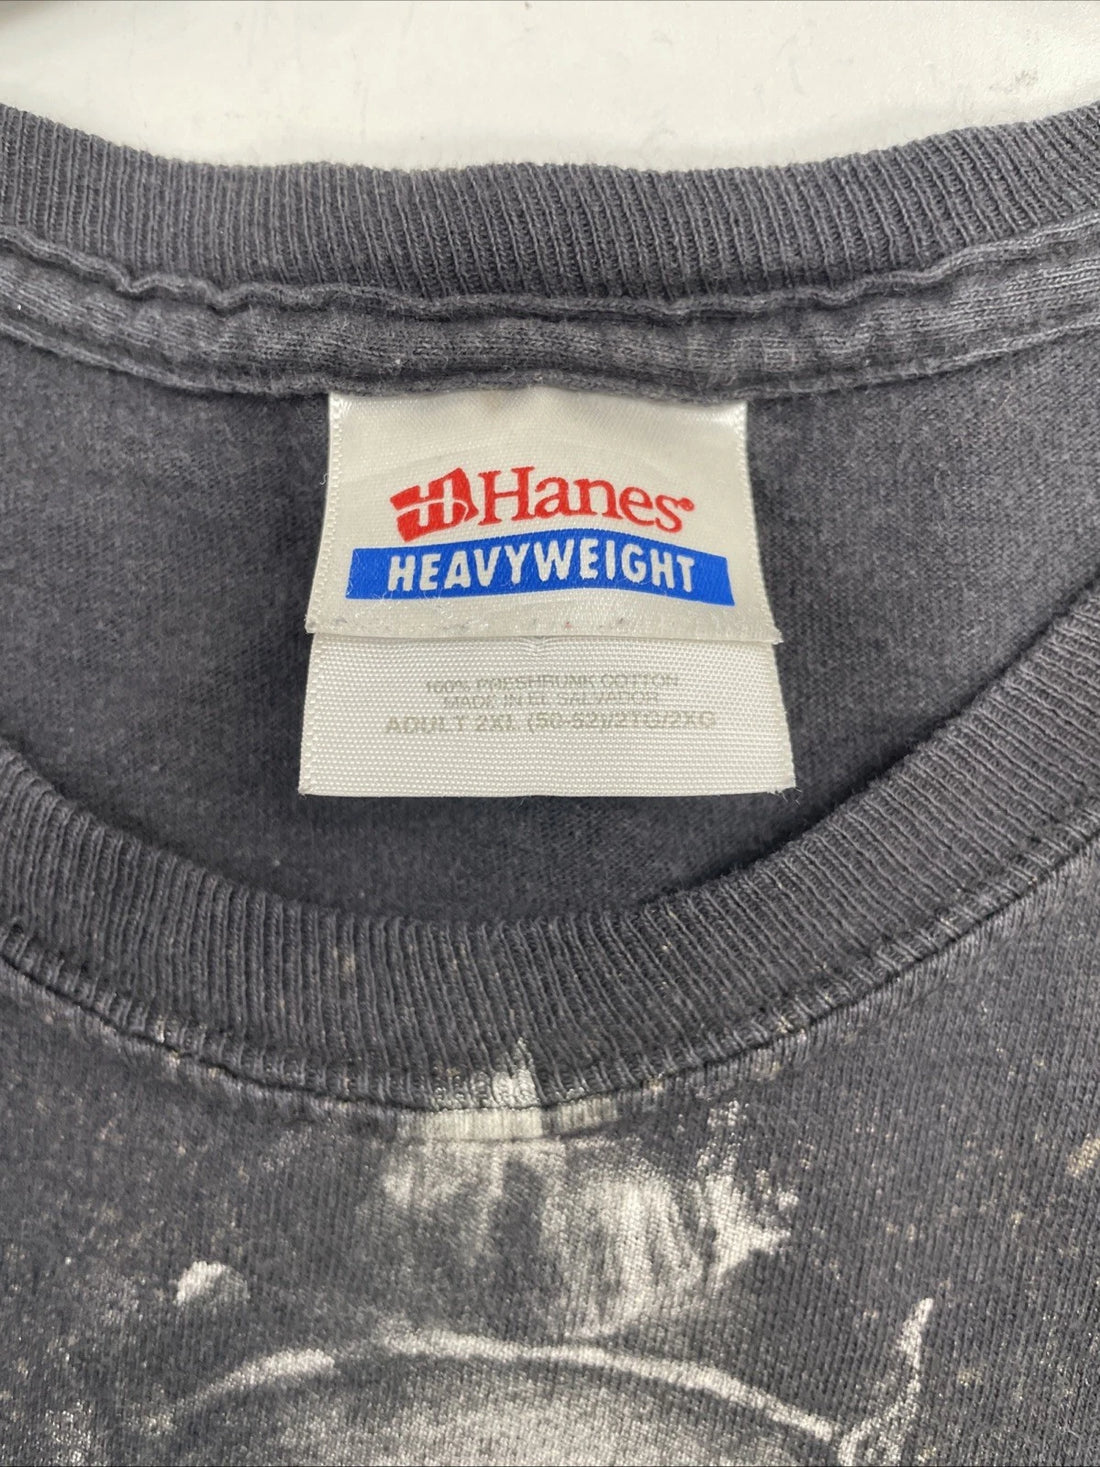 Hanes®
HEAVYWEIGHT
100% PRESHRUNK COTTON
MADE IN EL SALVADOR
ADULT 2XL (50-52)/2TG/2XG